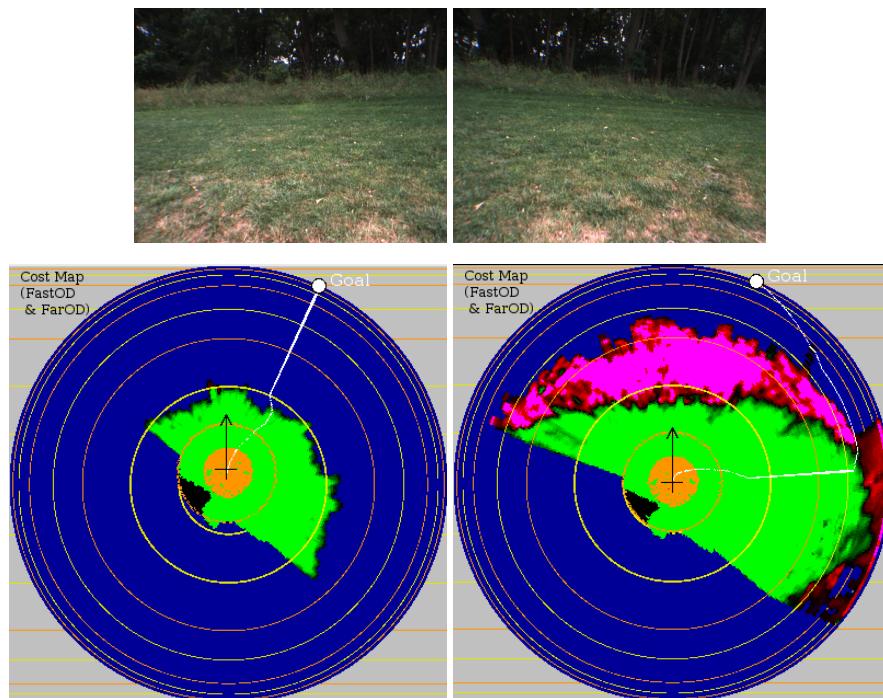 Cost Map
(FastOD
& FarOD)
Goal
Cost Map
(FastOD
& FarOD)
Goal